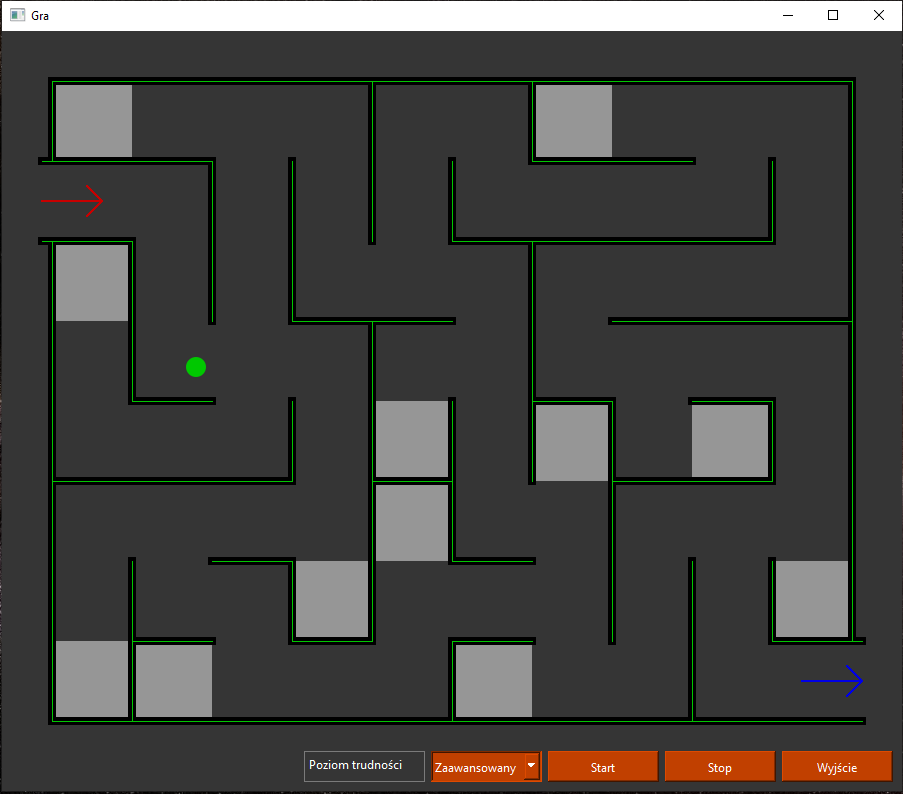 Gra
Poziom trudności
Zaawansowany
Start
Stop
Wyjście